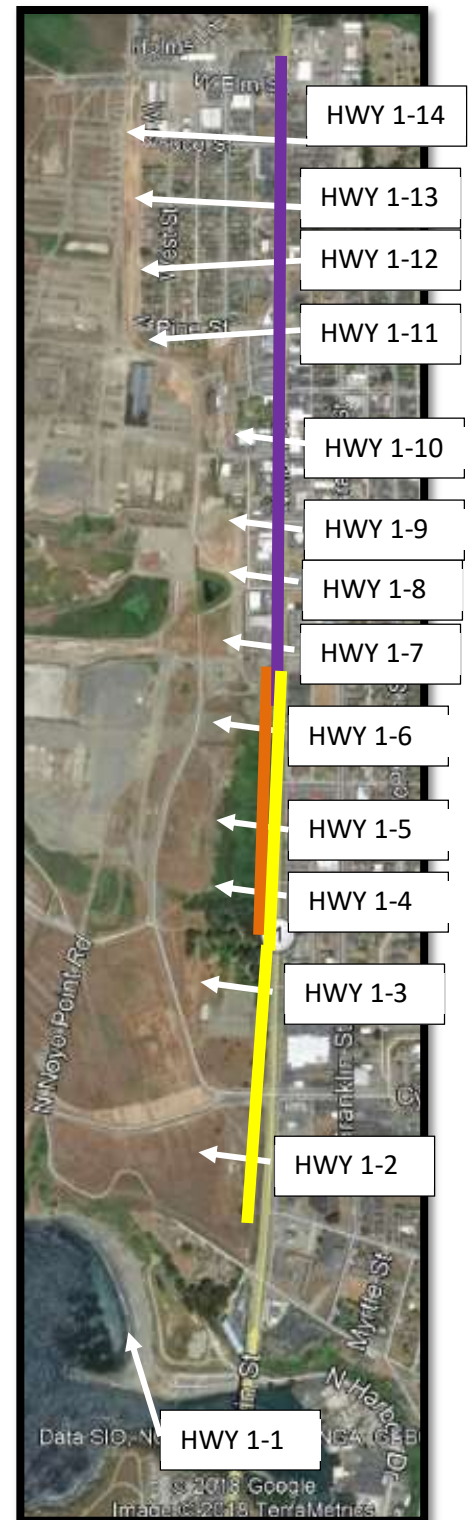 Holme
W Elm St
HWY 1-14
HWY 1-13
West St
HWY 1-12
W Pine St
HWY 1-11
HWY 1-10
HWY 1-9
HWY 1-8
HWY 1-7
HWY 1-6
HWY 1-5
HWY 1-4
1
HWY 1-3
N Noyo Point Rd
Franklin St
HWY 1-2
Myrtle St
N Harbor Dr
HWY 1-1
Data SIO, N
© 2018 Google
Image © 2018 TerraMetrics